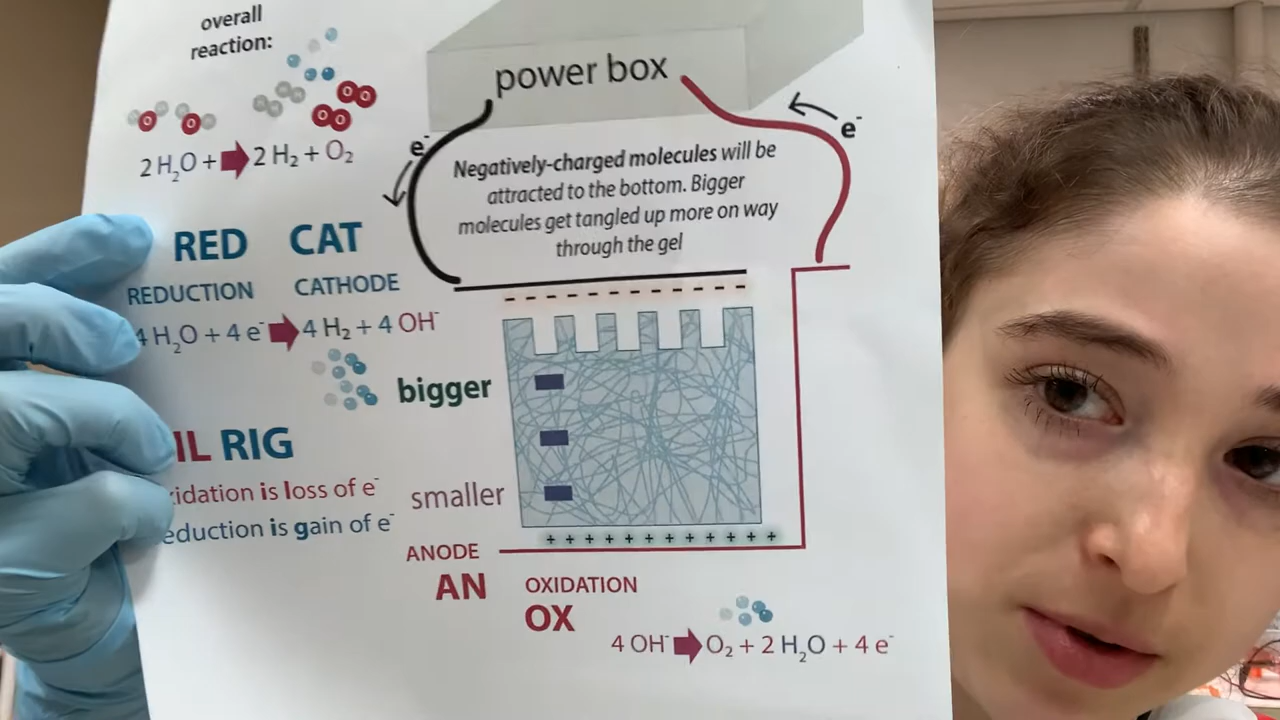 overall
reaction:
2 H₂O + 2 H₂ + O₂
power box
e⁻
e⁻
Negatively-charged molecules will be
attracted to the bottom. Bigger
molecules get tangled up more on way
through the gel
RED CAT
REDUCTION CATHODE
4 H₂O + 4 e⁻ 4 H₂ + 4 OH⁻
bigger
IL RIG
xidation is loss of e⁻
eduction is gain of e⁻
smaller
- - - - - - - - - - - -
+ + + + + + + + + + + +
ANODE
AN
OXIDATION
OX
4 OH⁻ O₂ + 2 H₂O + 4 e⁻
O O
O O
O O